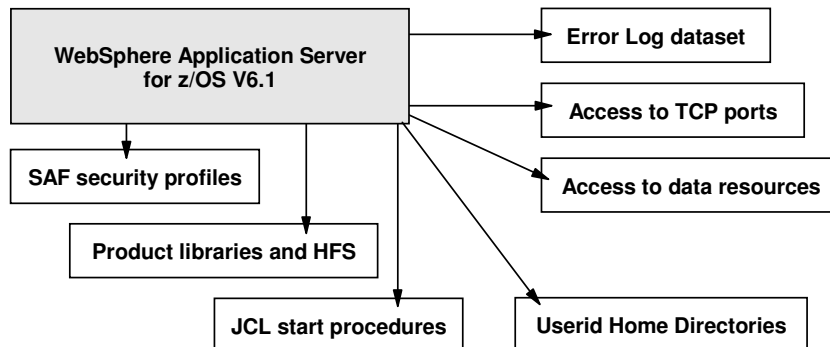 WebSphere Application Server
for z/OS V6.1
Error Log dataset
Access to TCP ports
SAF security profiles
Access to data resources
Product libraries and HFS
JCL start procedures
Userid Home Directories